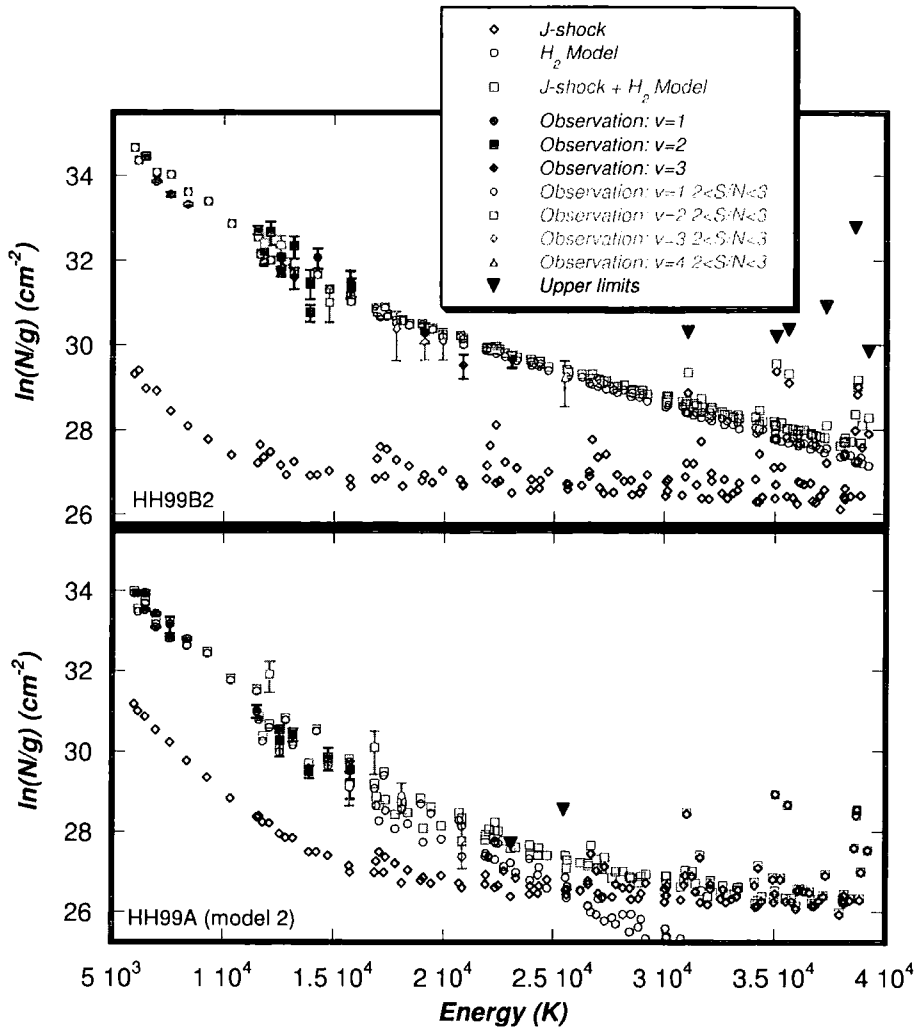 J-shock
H2 Model
J-shock + H2 Model
Observation: v=1
Observation: v=2
Observation: v=3
Observation: v=1 2<S/N<3
Observation: v=2 2<S/N<3
Observation: v=3 2<S/N<3
Observation: v=4 2<S/N<3
Upper limits
ln(N/g) (cm-2)
34
32
30
28
26
HH99B2
ln(N/g) (cm-2)
34
32
30
28
26
HH99A (model 2)
5 103
1 104
1.5 104
2 104
2.5 104
3 104
3.5 104
4 104
Energy (K)